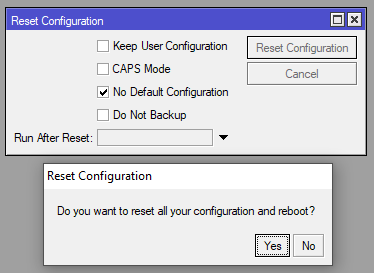 Reset Configuration
Keep User Configuration
Reset Configuration
CAPS Mode
Cancel
No Default Configuration
Do Not Backup
Run After Reset:
Reset Configuration
Do you want to reset all your configuration and reboot?
Yes
No